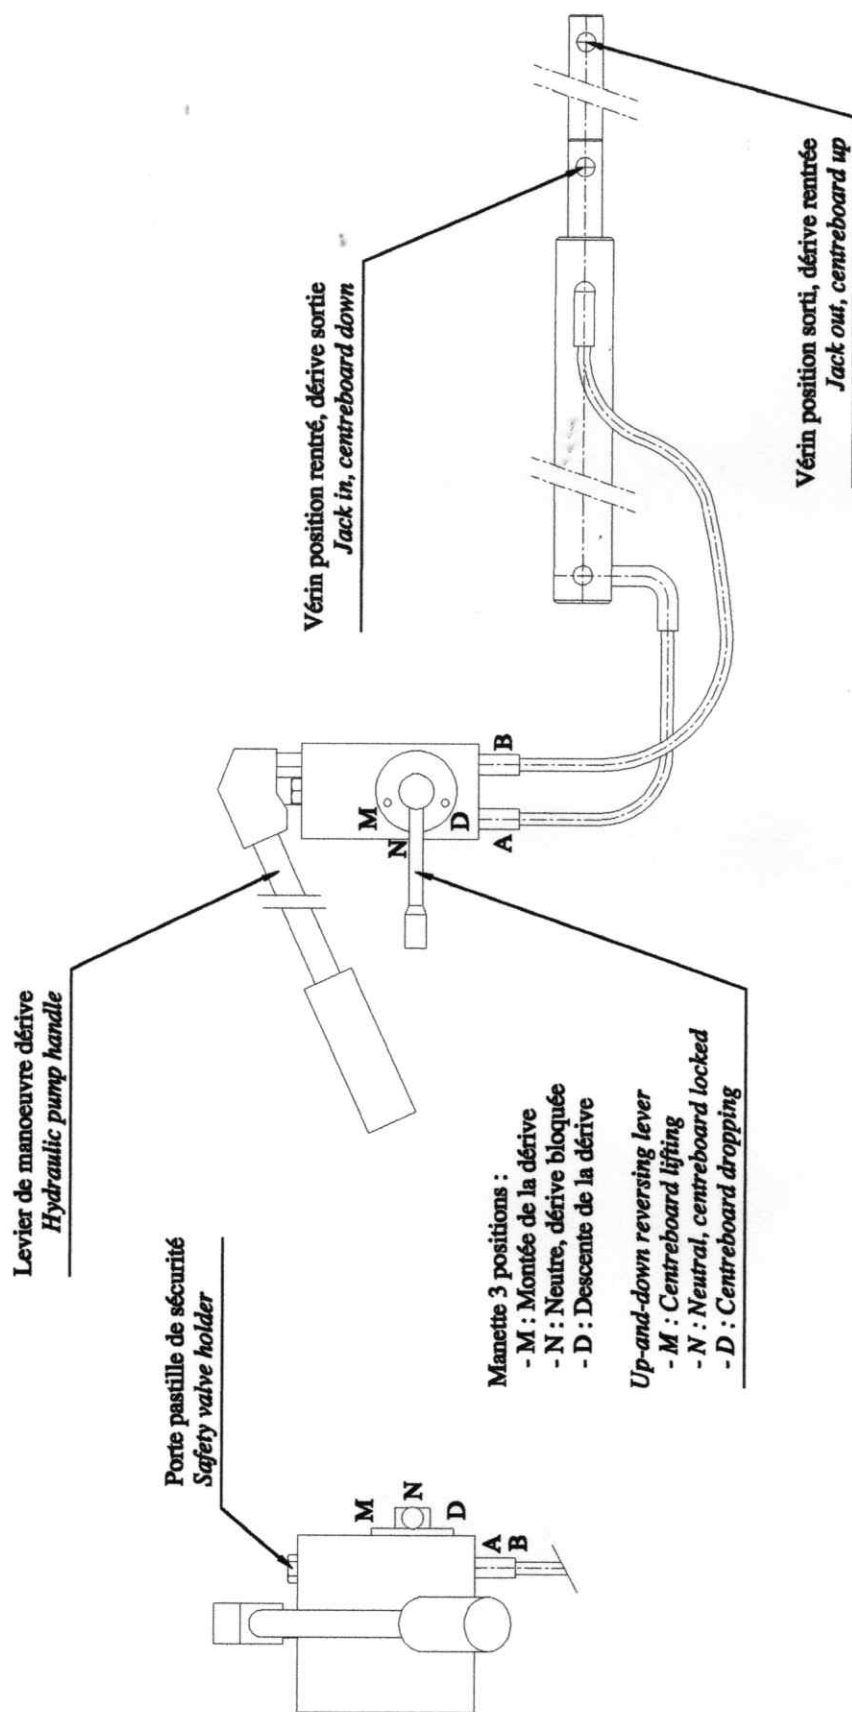 Porte pastille de sécurité
Safety valve holder
M
N
D
A
B
Levier de manoeuvre dérive
Hydraulic pump handle
Manette 3 positions :
- M : Montée de la dérive
- N : Neutre, dérive bloquée
- D : Descente de la dérive
Up-and-down reversing lever
- M : Centreboard lifting
- N : Neutral, centreboard locked
- D : Centreboard dropping
M
N
D
A
B
Vérin position rentré, dérive sortie
Jack in, centreboard down
Vérin position sorti, dérive rentrée
Jack out, centreboard up